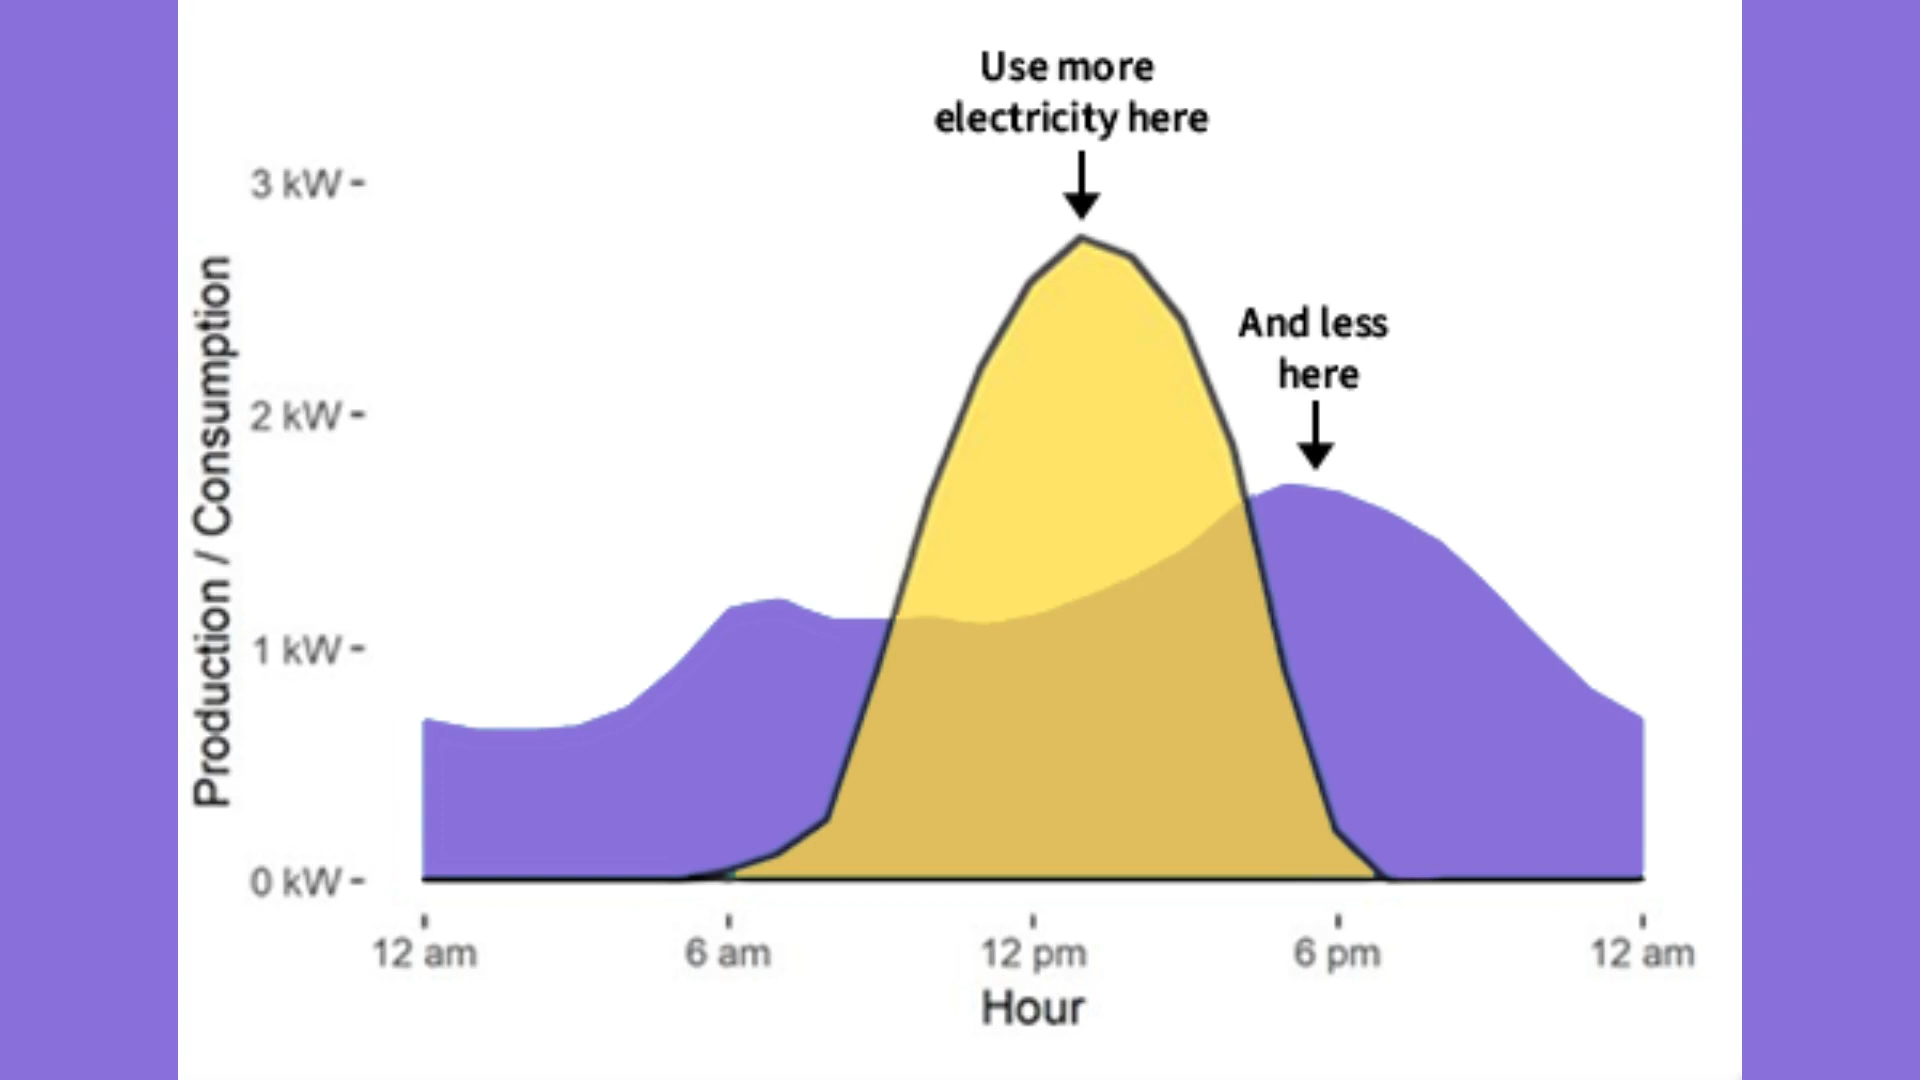 Use more
electricity here
And less
here
3 kW
2 kW
1 kW
0 kW
Production / Consumption
12 am
6 am
12 pm
6 pm
12 am
Hour